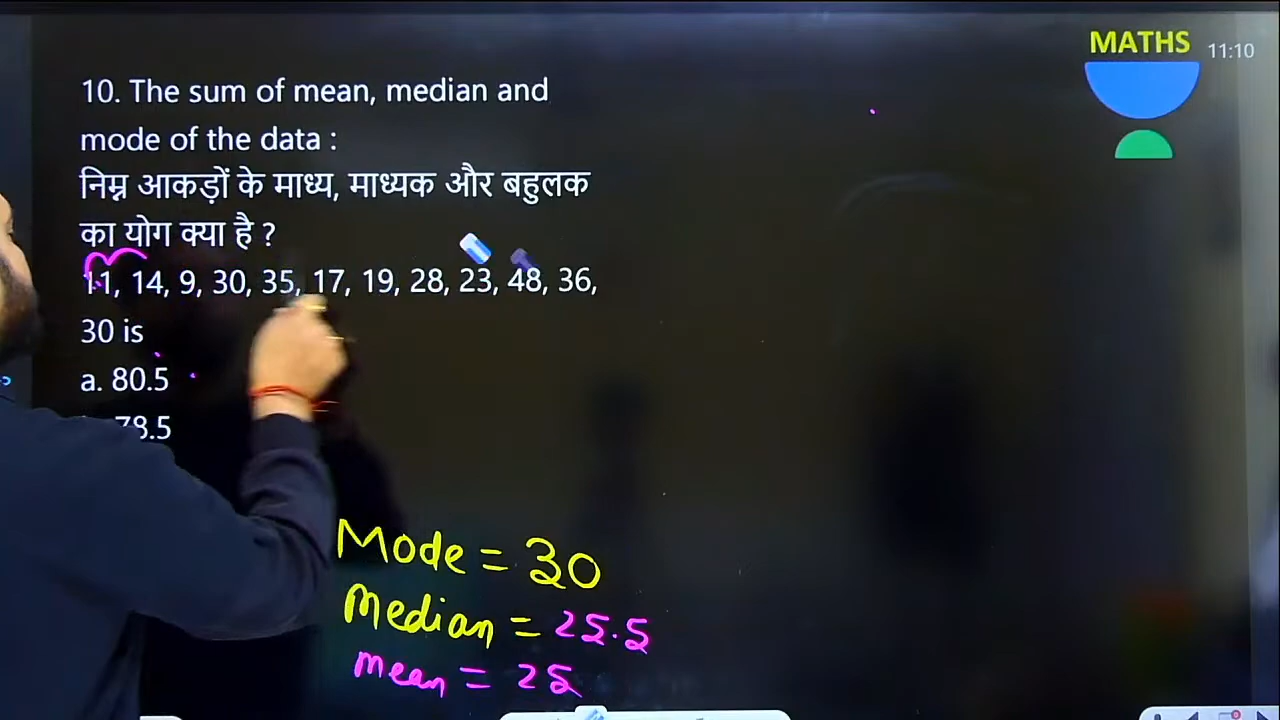 MATHS
11:10
10. The sum of mean, median and
mode of the data :
निम्न आकड़ों के माध्य, माध्यक और बहुलक
का योग क्या है ?
11, 14, 9, 30, 35, 17, 19, 28, 23, 48, 36,
30 is
a. 80.5
78.5
Mode = 30
Median = 25.5
mean = 25